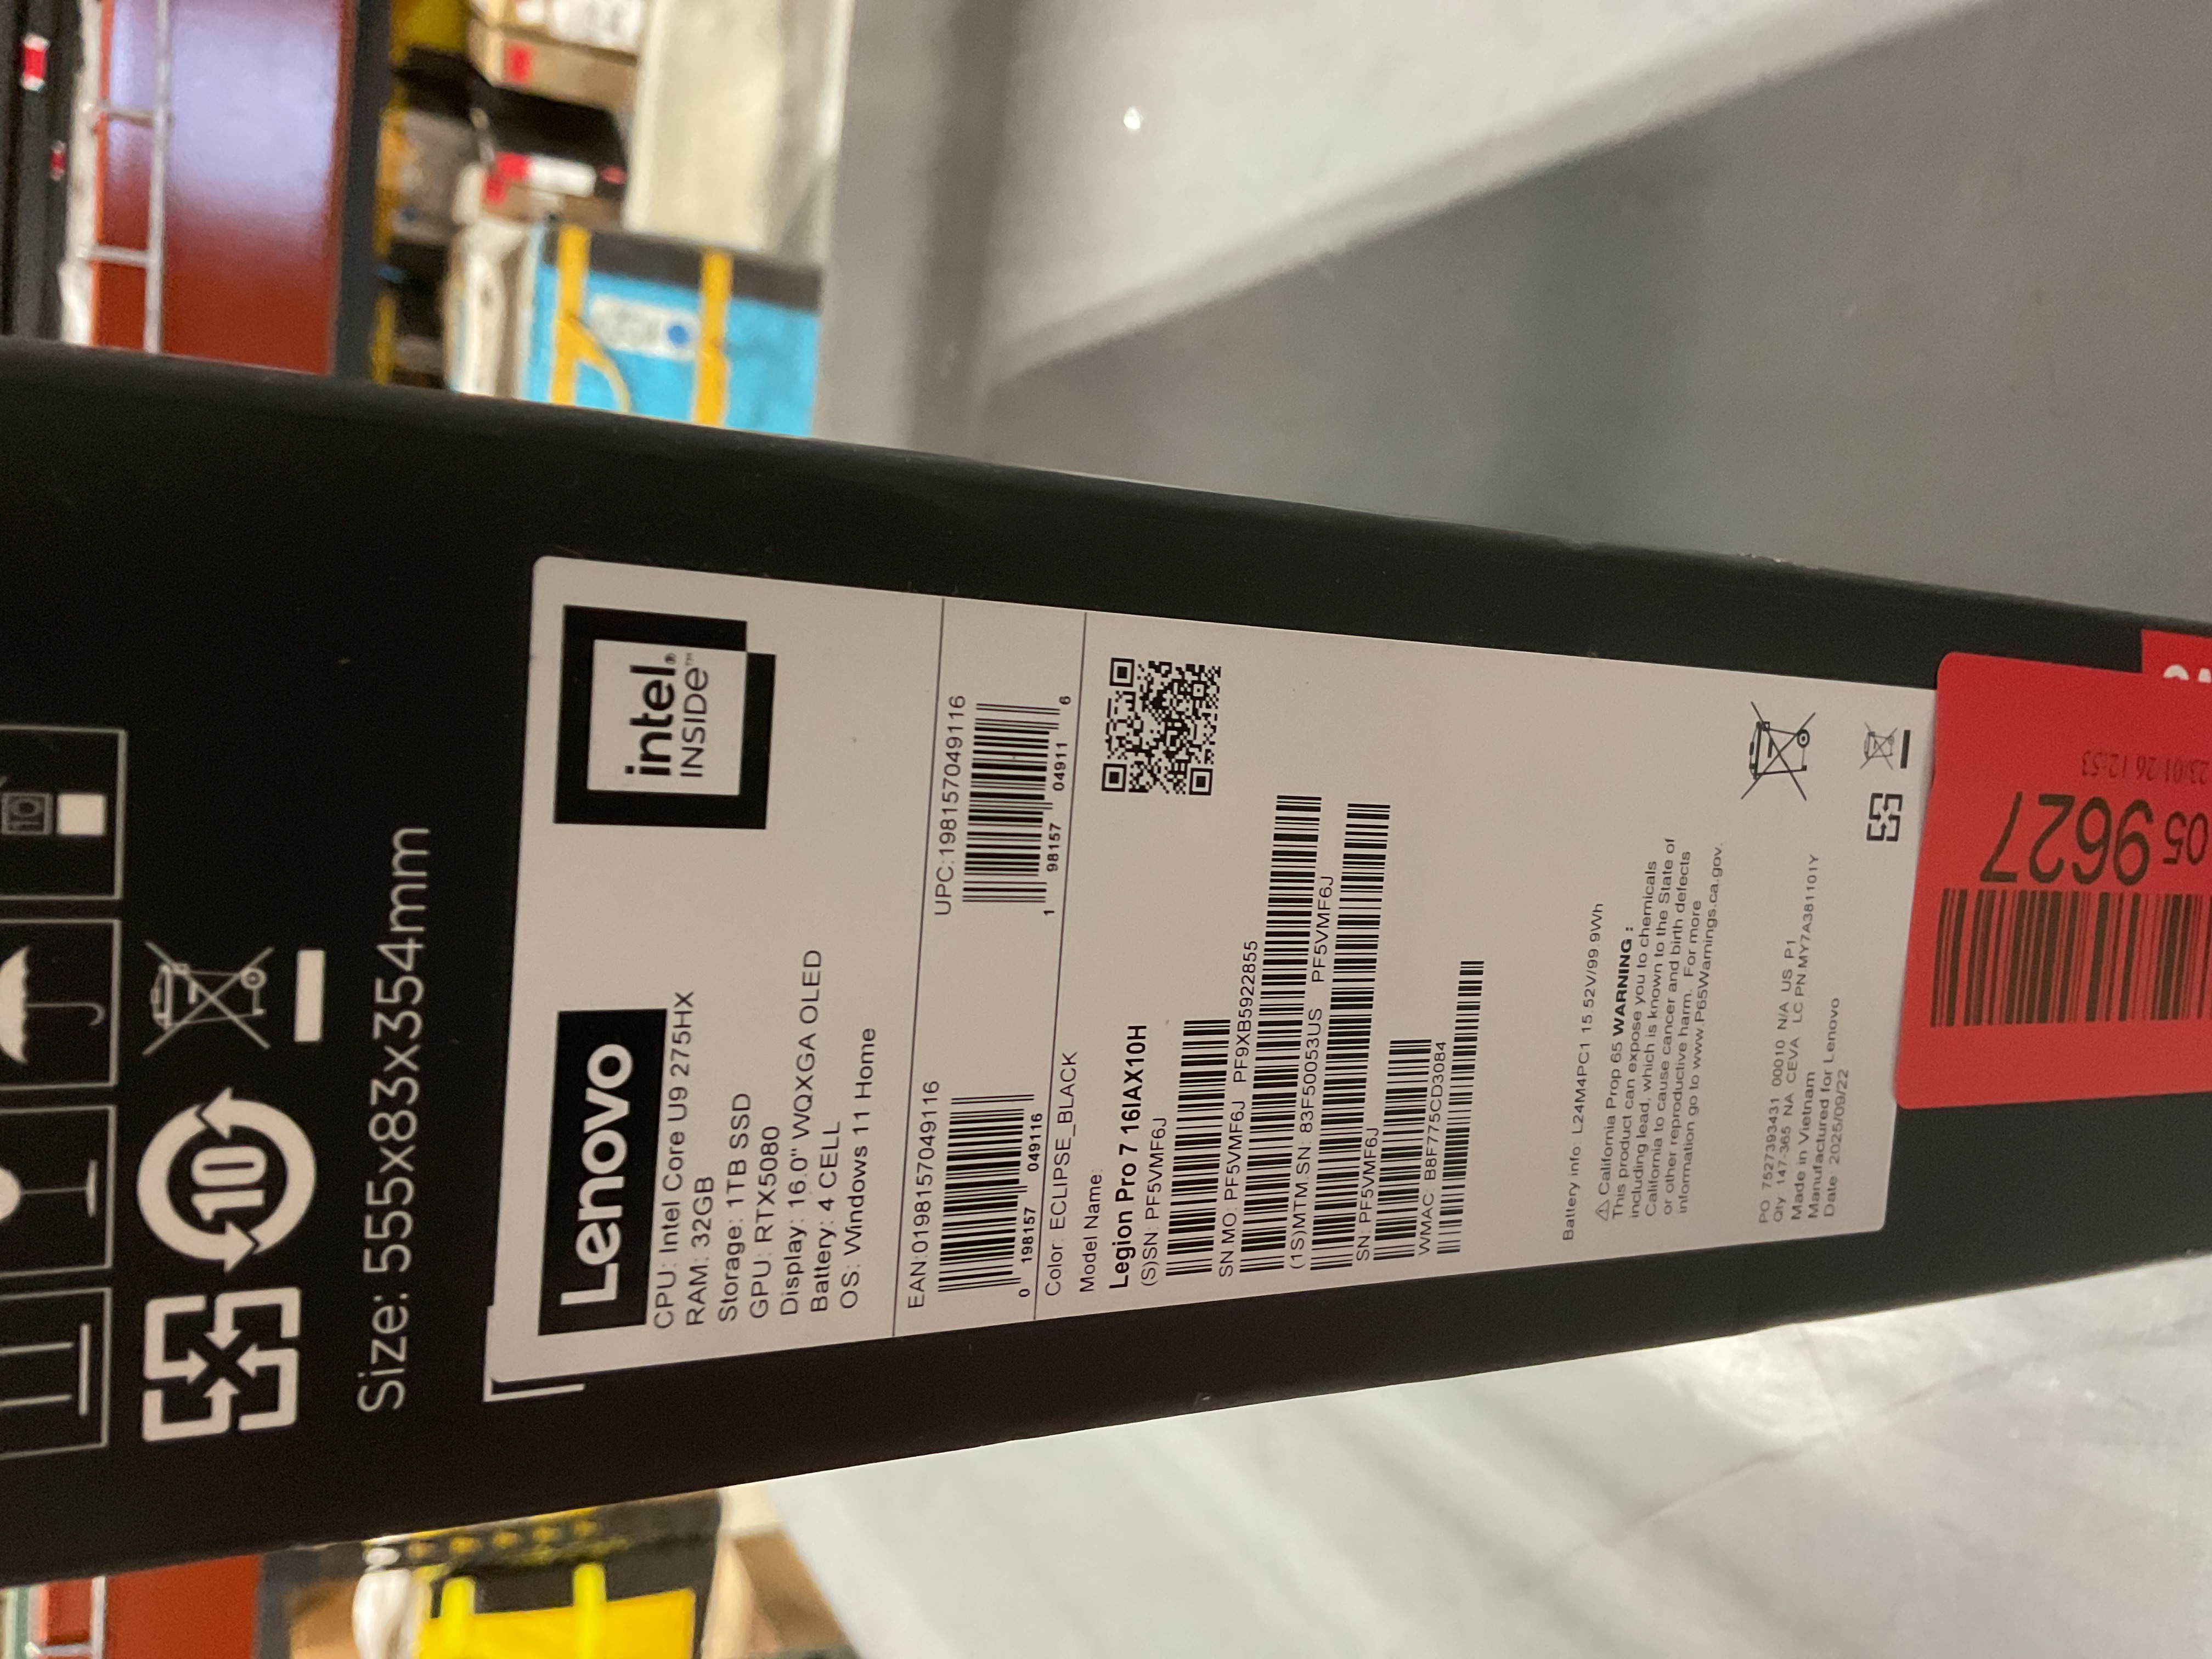 10
Size: 555x83x354mm
Lenovo
intel®
INSIDE™
CPU: Intel Core U9 275HX
RAM: 32GB
Storage: 1TB SSD
GPU: RTX5080
Display: 16.0" WQXGA OLED
Battery: 4 CELL
OS: Windows 11 Home
EAN:0198157049116
0 198157 049116
UPC:198157049116
1 98157 04911 6
Color: ECLIPSE_BLACK
Model Name:
Legion Pro 7 16IAX10H
(S)SN: PF5VMF6J
SN MO: PF5VMF6J PF9XB5922855
(1S)MTM.SN: 83F50053US PF5VMF6J
SN: PF5VMF6J
WMAC: B8F775CD3084
Battery info: L24M4PC1 15.52V/99.9Wh
⚠ California Prop 65 WARNING :
This product can expose you to chemicals
including lead, which is known to the State of
California to cause cancer and birth defects
or other reproductive harm. For more
information go to www.P65Warnings.ca.gov.
PO 7527393431 00010 N/A US P1
Qty 147-365 NA CEVA LC PN MY7A381101Y
Made in Vietnam
Manufactured for Lenovo
Date 2025/09/22
05 9627
23/01/26 12:53